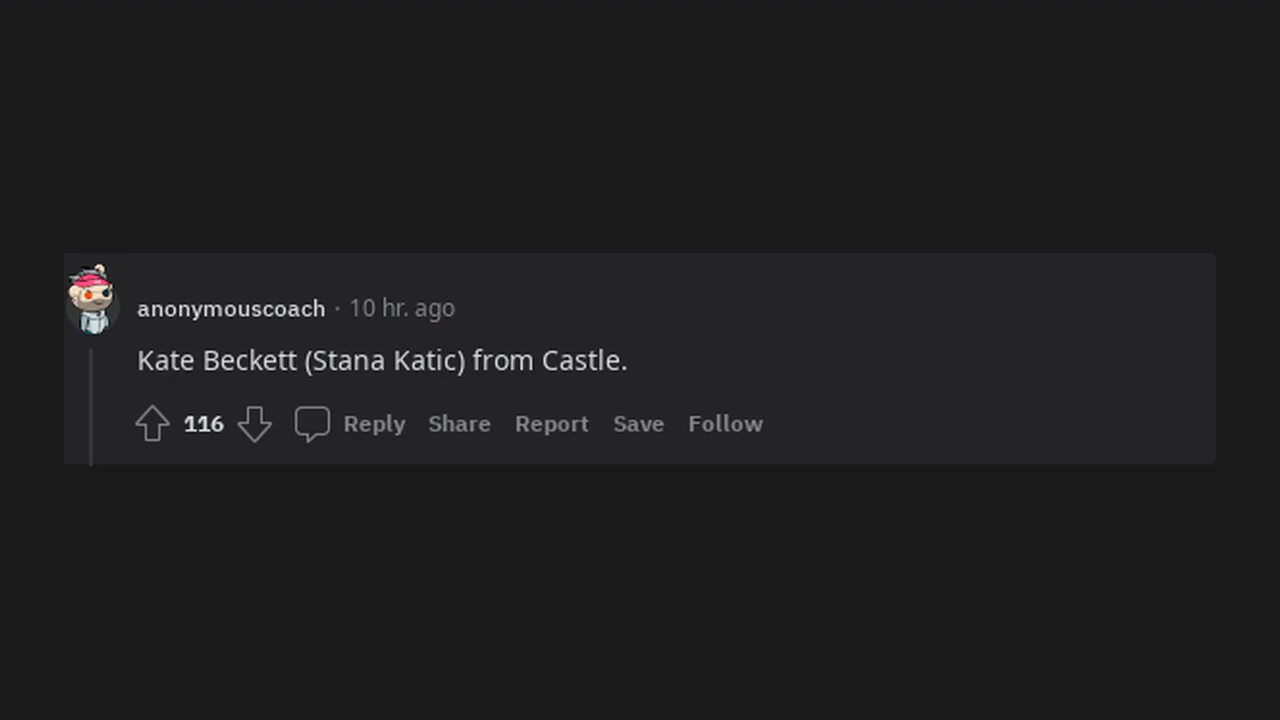 anonymouscoach · 10 hr. ago
Kate Beckett (Stana Katic) from Castle.
116 Reply Share Report Save Follow